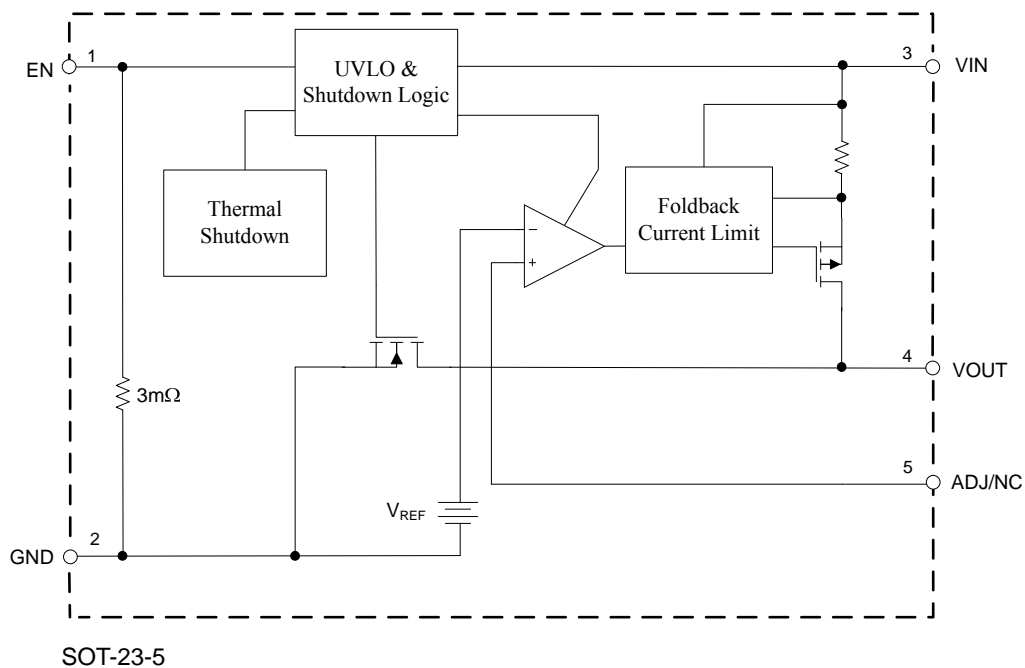 EN
1
UVLO &
Shutdown Logic
3
VIN
Thermal
Shutdown
−
+
Foldback
Current Limit
4
VOUT
3mΩ
5
ADJ/NC
VREF
2
GND
SOT-23-5